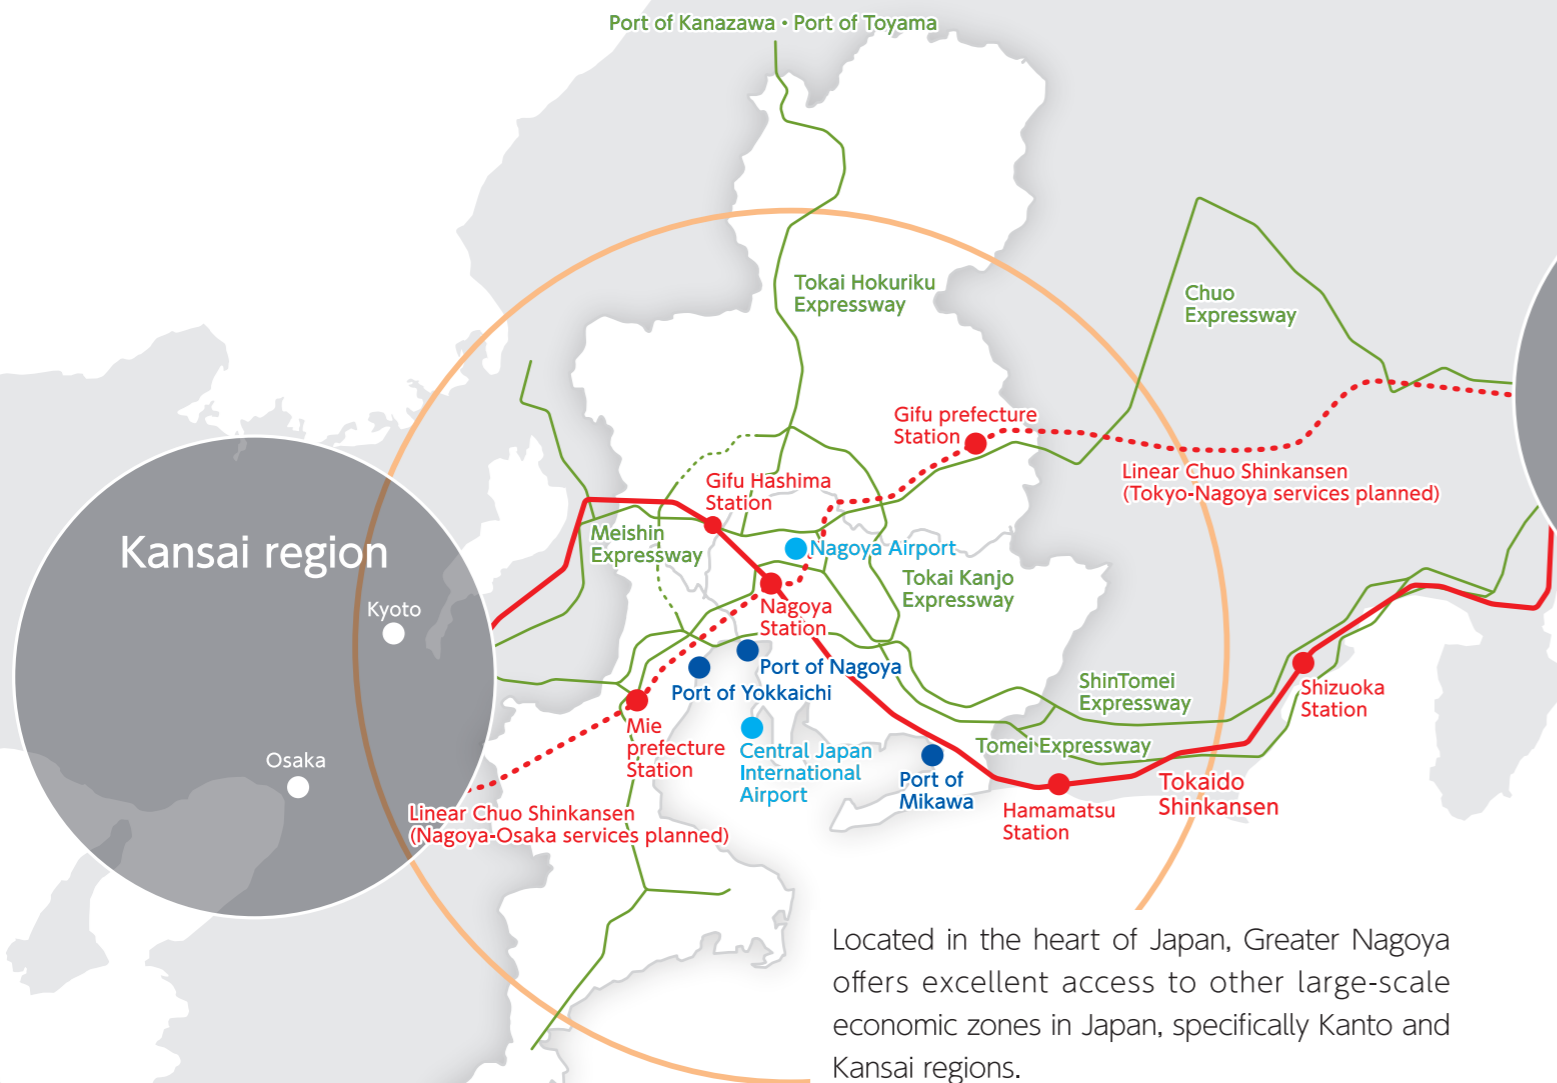 Port of Kanazawa・Port of Toyama
Tokai Hokuriku
Expressway
Chuo
Expressway
Gifu prefecture
Station
Linear Chuo Shinkansen
(Tokyo-Nagoya services planned)
Gifu Hashima
Station
Meishin
Expressway
Nagoya Airport
Kansai region
Tokai Kanjo
Expressway
Kyoto
Nagoya
Station
Port of Nagoya
Port of Yokkaichi
ShinTomei
Expressway
Shizuoka
Station
Mie
prefecture
Station
Central Japan
International
Airport
Tomei Expressway
Osaka
Port of
Mikawa
Tokaido
Shinkansen
Hamamatsu
Station
Linear Chuo Shinkansen
(Nagoya-Osaka services planned)
Located in the heart of Japan, Greater Nagoya
offers excellent access to other large-scale
economic zones in Japan, specifically Kanto and
Kansai regions.